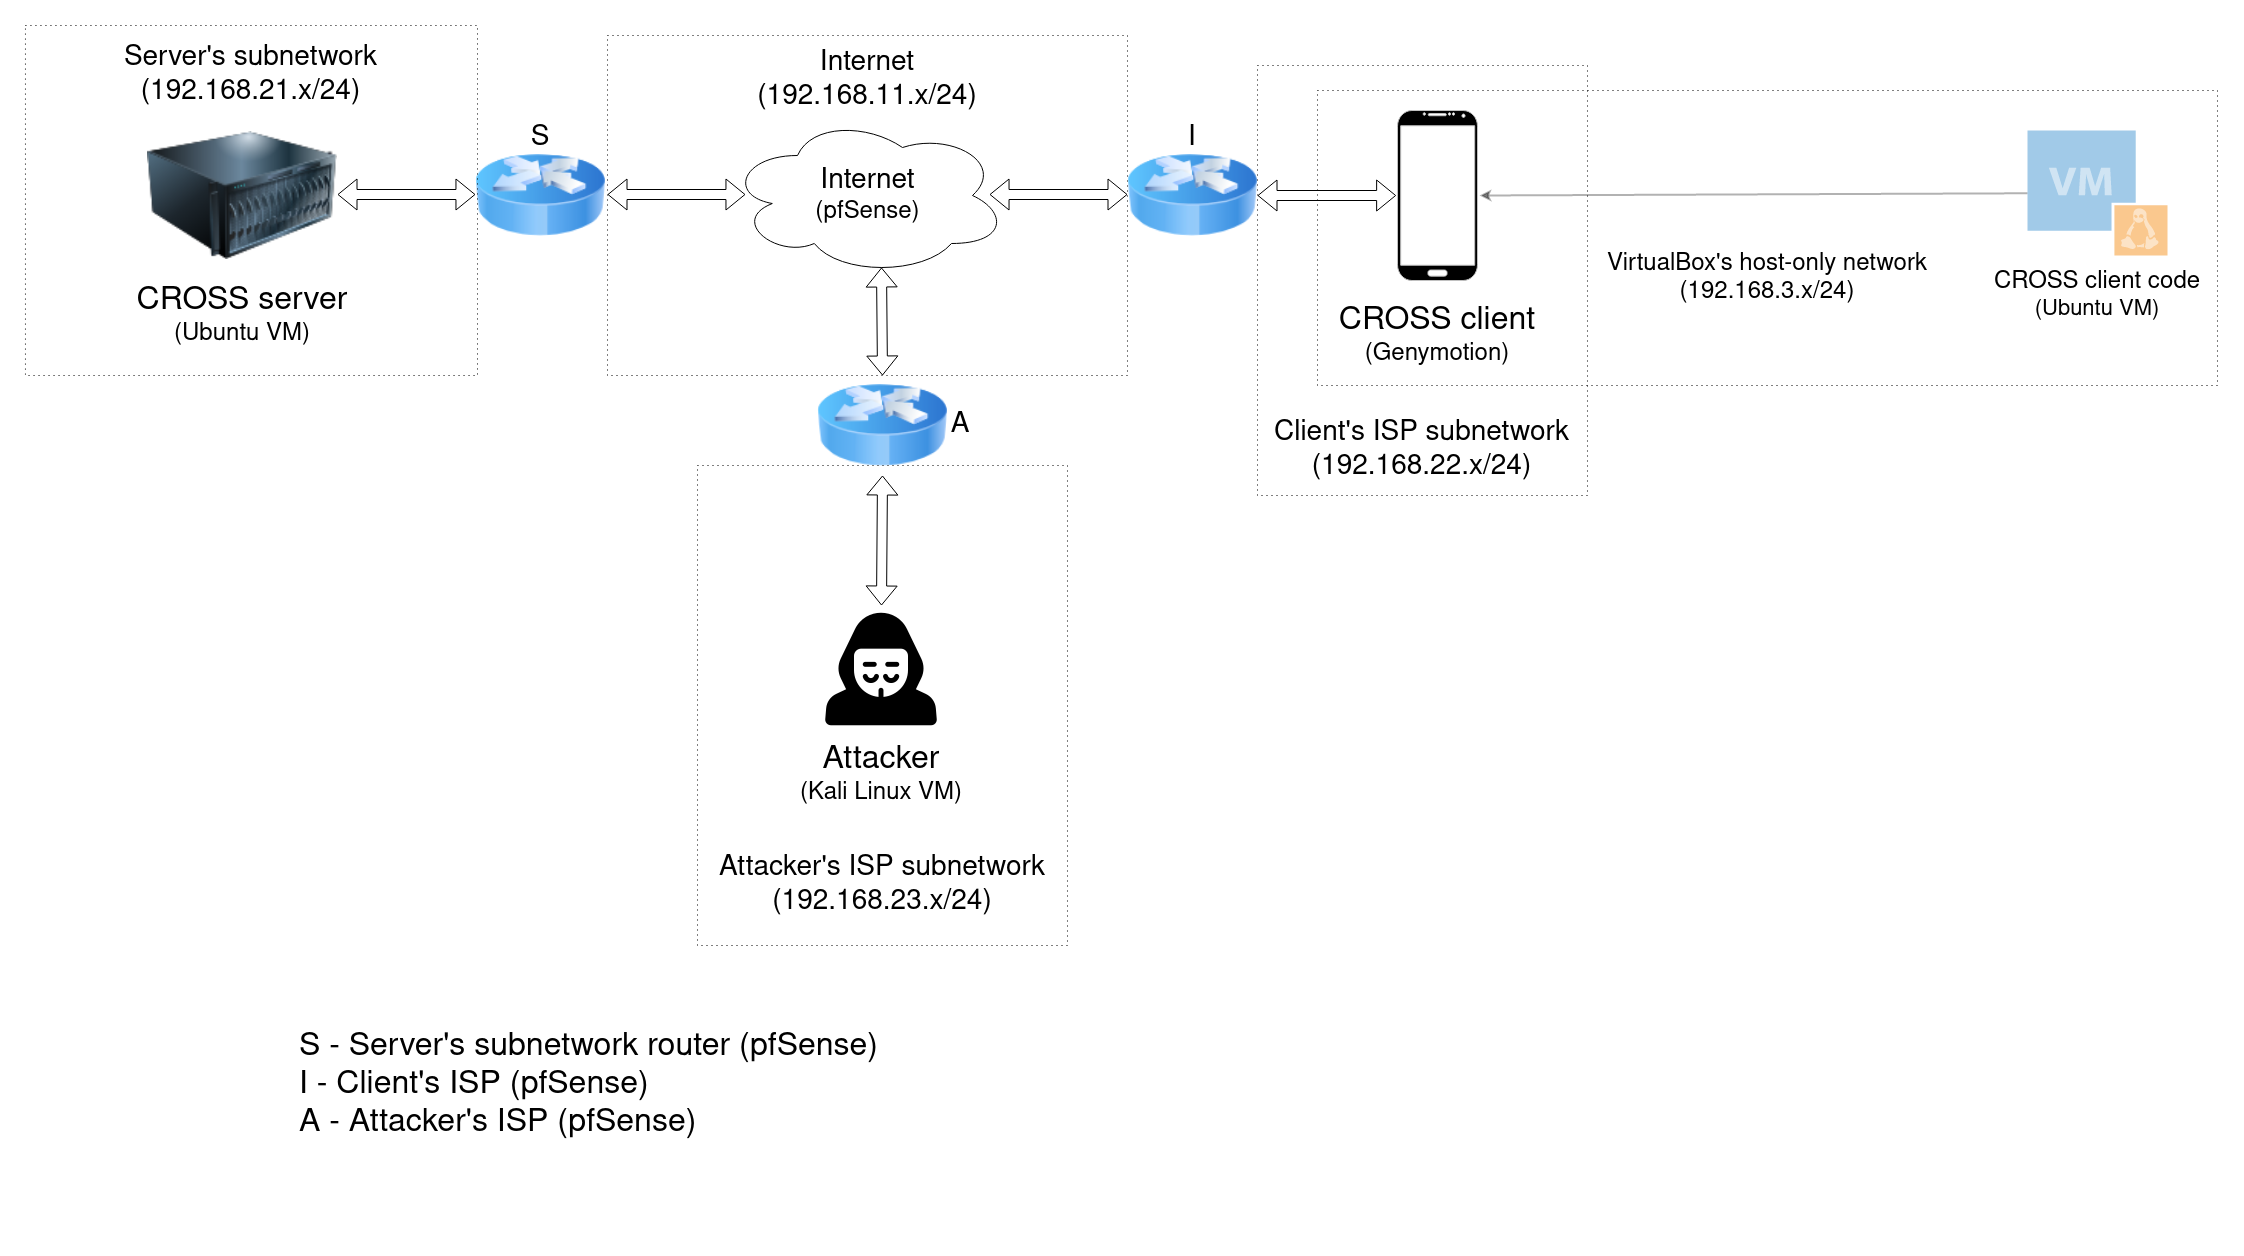 Server's subnetwork
(192.168.21.x/24)
CROSS server
(Ubuntu VM)
S
Internet
(192.168.11.x/24)
Internet
(pfSense)
I
CROSS client
(Genymotion)
Client's ISP subnetwork
(192.168.22.x/24)
VirtualBox's host-only network
(192.168.3.x/24)
VM
CROSS client code
(Ubuntu VM)
A
Attacker
(Kali Linux VM)
Attacker's ISP subnetwork
(192.168.23.x/24)
S - Server's subnetwork router (pfSense)
I - Client's ISP (pfSense)
A - Attacker's ISP (pfSense)